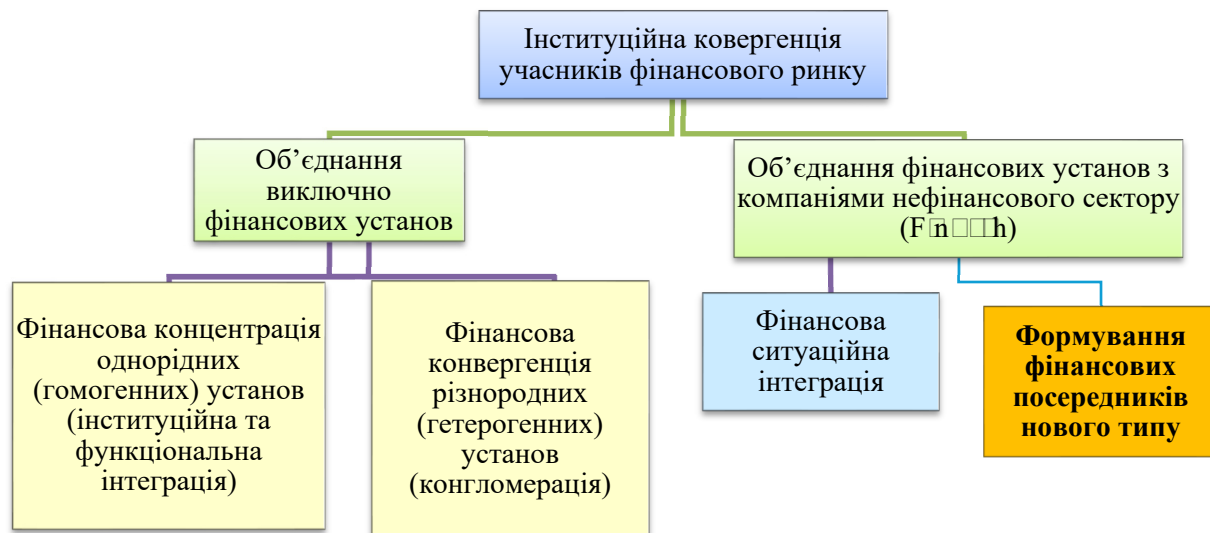 Інституційна ковергенція
учасників фінансового ринку
Об’єднання
виключно
фінансових установ
Об’єднання фінансових установ з
компаніями нефінансового сектору
Фінансова концентрація
однорідних
(гомогенних) установ
(інституційна та
функціональна
інтеграція)
Фінансова
конвергенція
різнородних
(гетерогенних)
установ
(конгломерація)
Фінансова
ситуаційна
інтеграція
Формування
фінансових
посередників
нового типу